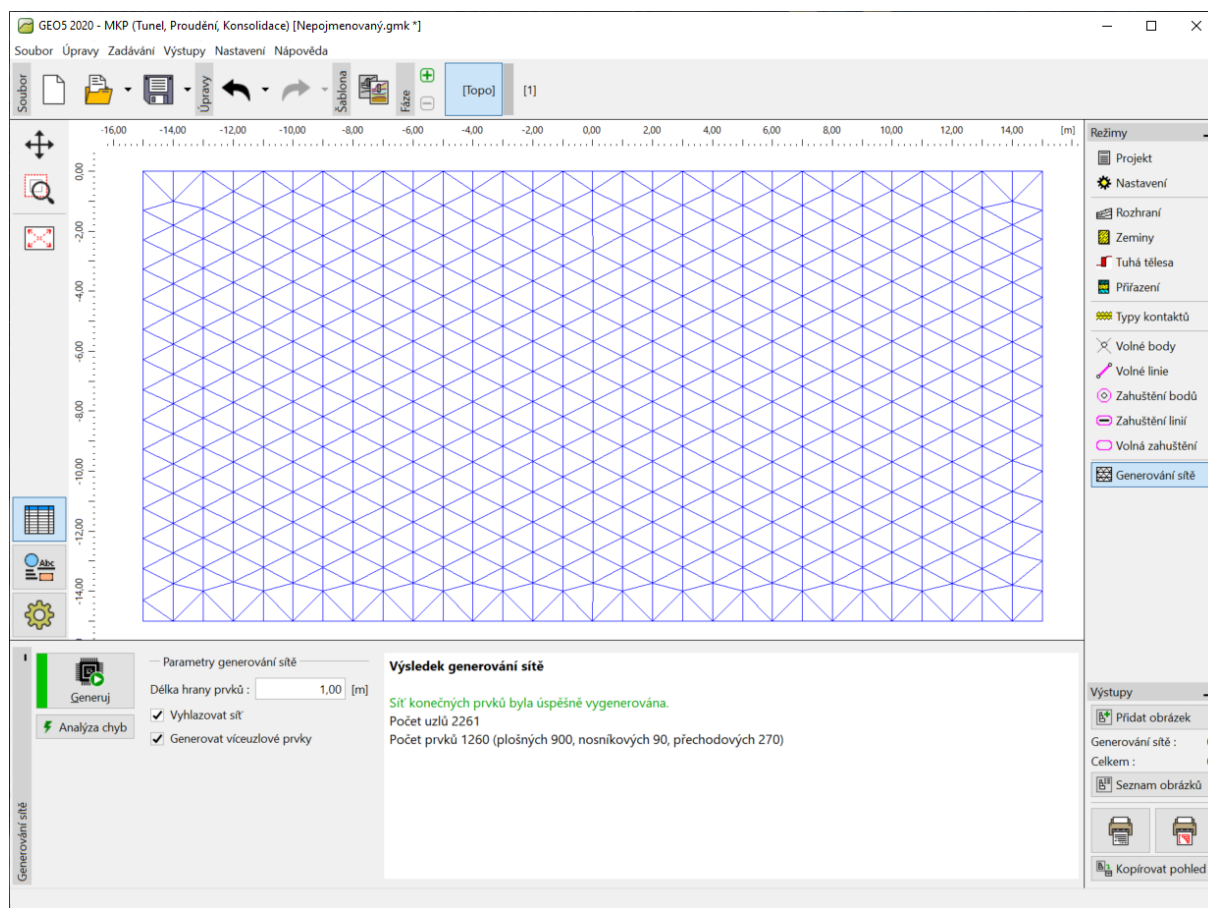 GEO5 2020 - MKP (Tunel, Proudění, Konsolidace) [Nepojmenovaný.gmk *]
Soubor Úpravy Zadávání Výstupy Nastavení Nápověda
Soubor
Úpravy
Šablona
Fáze
[Topo]
[1]
-16,00 -14,00 -12,00 -10,00 -8,00 -6,00 -4,00 -2,00 0,00 2,00 4,00 6,00 8,00 10,00 12,00 14,00 [m]
0,00
-2,00
-4,00
-6,00
-8,00
-10,00
-12,00
-14,00
Abc
Režimy
Projekt
Nastavení
Rozhraní
Zeminy
Tuhá tělesa
Přiřazení
Typy kontaktů
Volné body
Volné linie
Zahuštění bodů
Zahuštění linií
Volná zahuštění
Generování sítě
Generování sítě
Generuj
Analýza chyb
Parametry generování sítě
Délka hrany prvků : 1,00 [m]
Vyhlazovat síť
Generovat víceuzlové prvky
Výsledek generování sítě
Síť konečných prvků byla úspěšně vygenerována.
Počet uzlů 2261
Počet prvků 1260 (plošných 900, nosníkových 90, přechodových 270)
Výstupy
Přidat obrázek
Generování sítě :
Celkem :
Seznam obrázků
Kopírovat pohled